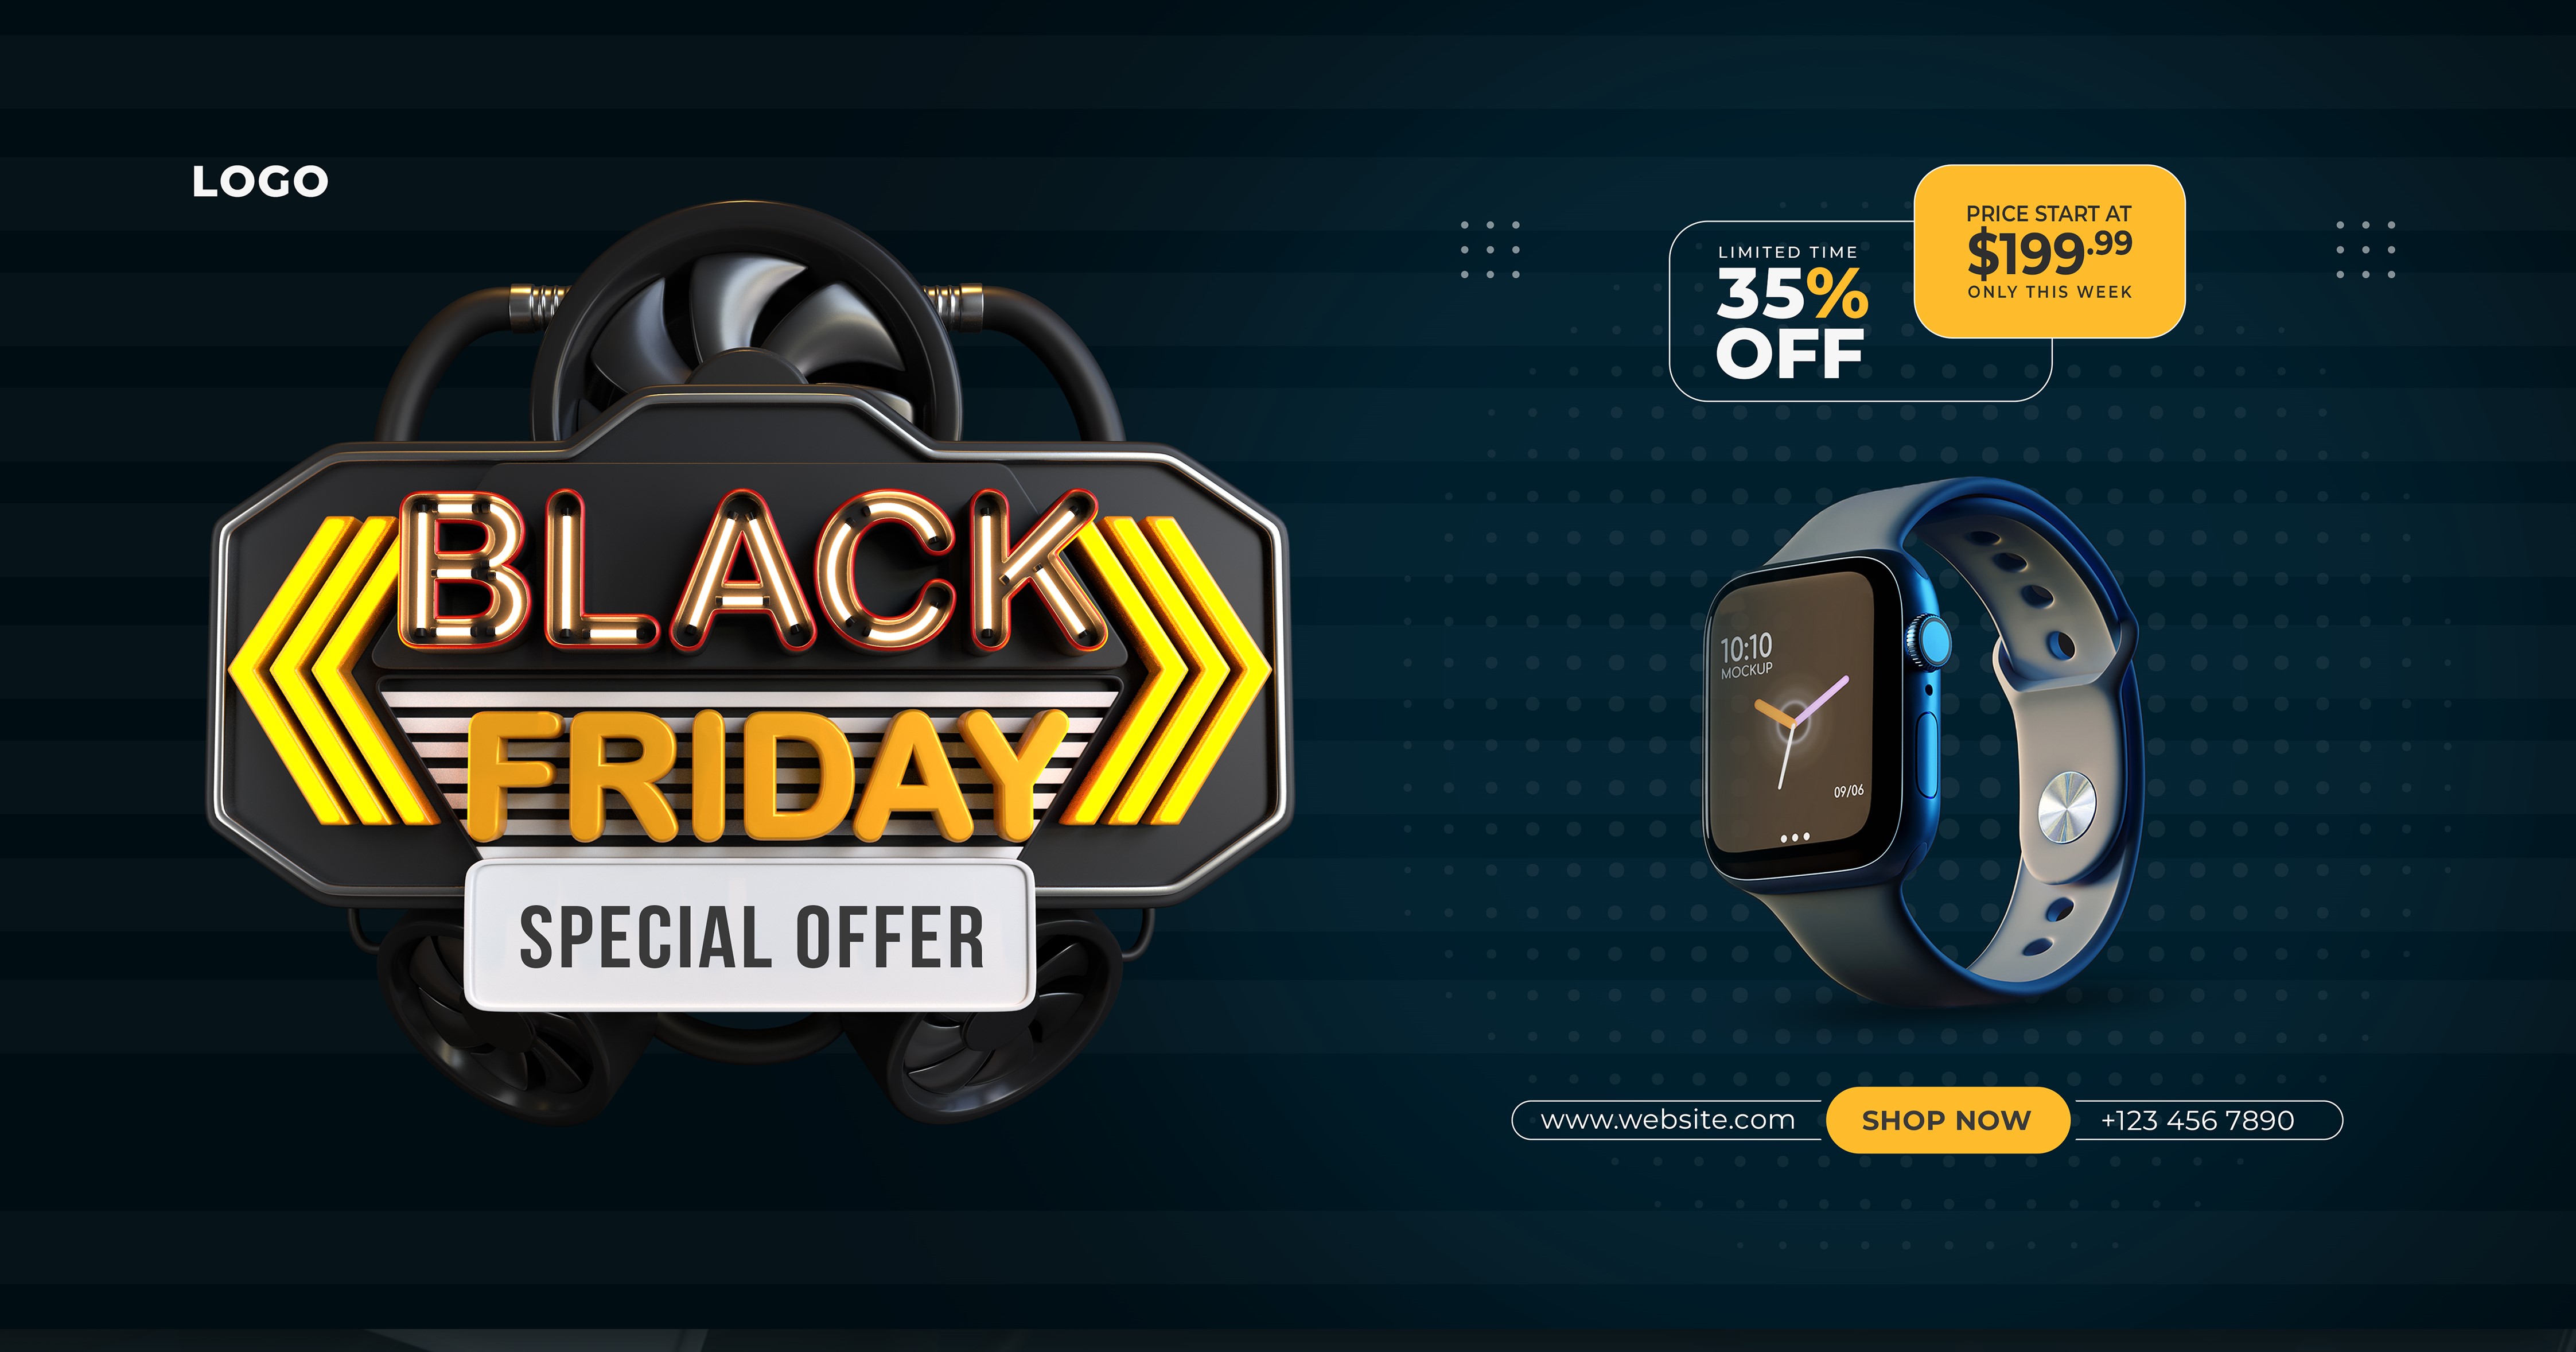 LOGO
BLACK
FRIDAY
SPECIAL OFFER
LIMITED TIME
35%
OFF
PRICE START AT
$199.99
ONLY THIS WEEK
10:10
MOCKUP
09/06
www.website.com
SHOP NOW
+123 456 7890